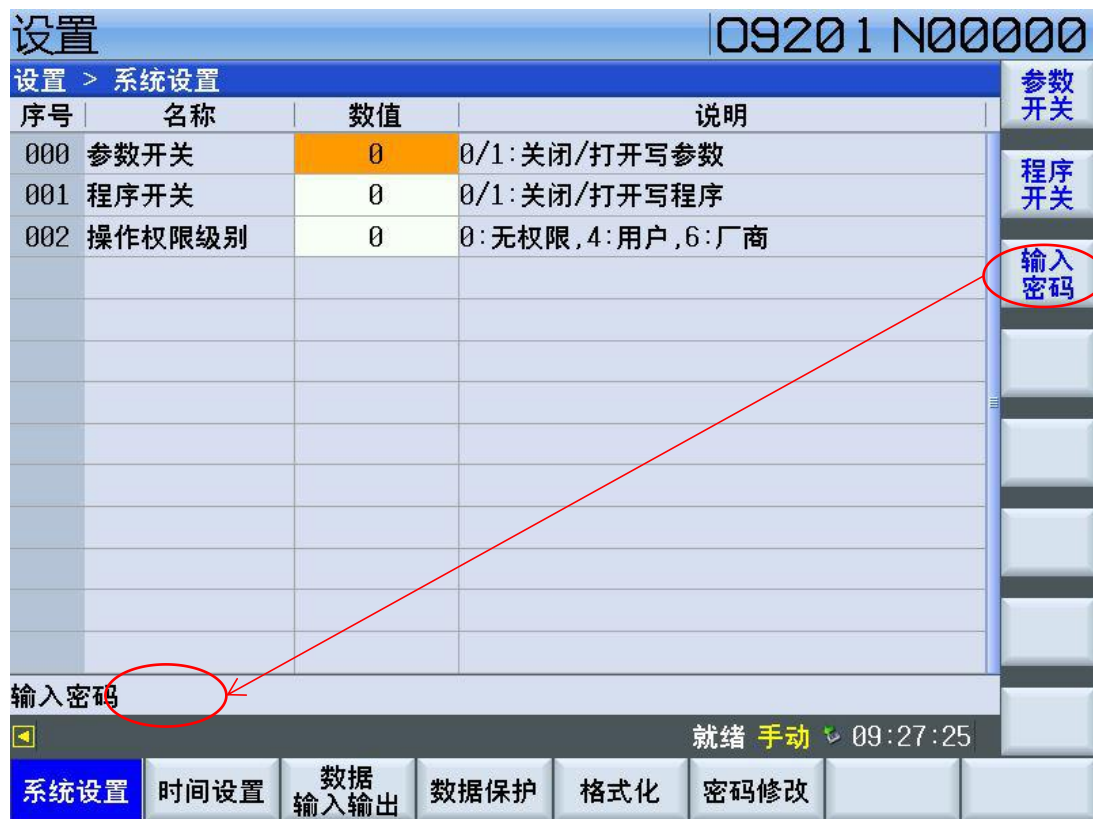 设置 O9201 N00000
设置 > 系统设置
序号 名称 数值 说明
000 参数开关 0 0/1:关闭/打开写参数
001 程序开关 0 0/1:关闭/打开写程序
002 操作权限级别 0 0:无权限,4:用户,6:厂商
参数
开关
程序
开关
输入
密码
输入密码
就绪 手动 09:27:25
系统设置 时间设置 数据 数据保护 格式化 密码修改
输入输出